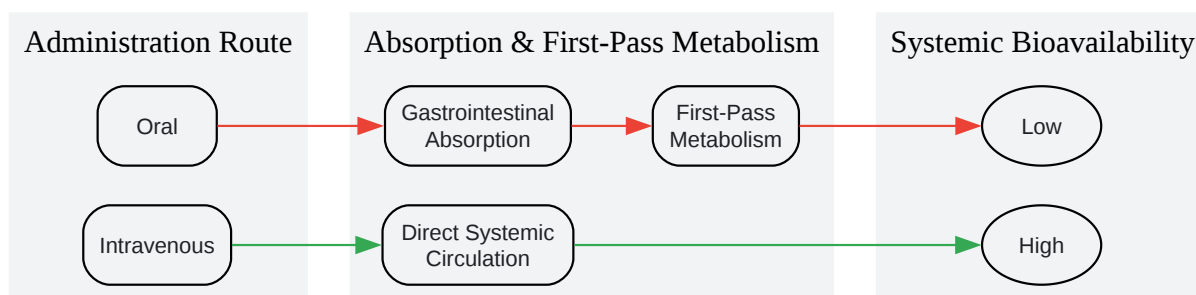 Administration Route
Absorption & First-Pass Metabolism
Systemic Bioavailability
Oral
Gastrointestinal
Absorption
First-Pass
Metabolism
Low
Intravenous
Direct Systemic
Circulation
High